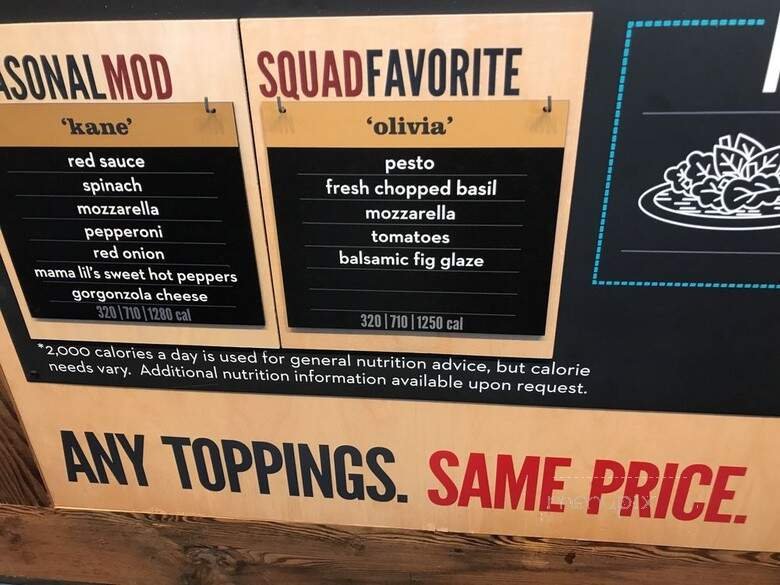 ASONALMOD
'kane'
red sauce
spinach
mozzarella
pepperoni
red onion
mama lil's sweet hot peppers
gorgonzola cheese
320|710|1280 cal
SQUADFAVORITE
'olivia'
pesto
fresh chopped basil
mozzarella
tomatoes
balsamic fig glaze
320|710|1250 cal
*2,000 calories a day is used for general nutrition advice, but calorie
needs vary. Additional nutrition information available upon request.
ANY TOPPINGS. SAME PRICE.